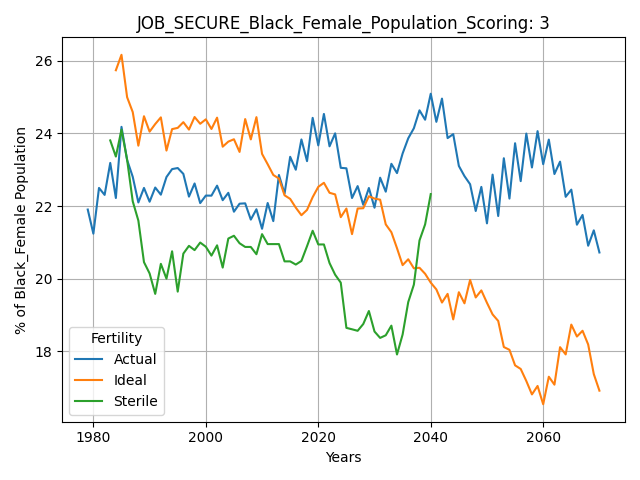 JOB_SECURE_Black_Female_Population_Scoring: 3
% of Black_Female Population
26
24
22
20
18
Fertility
Actual
Ideal
Sterile
1980 2000 2020 2040 2060
Years